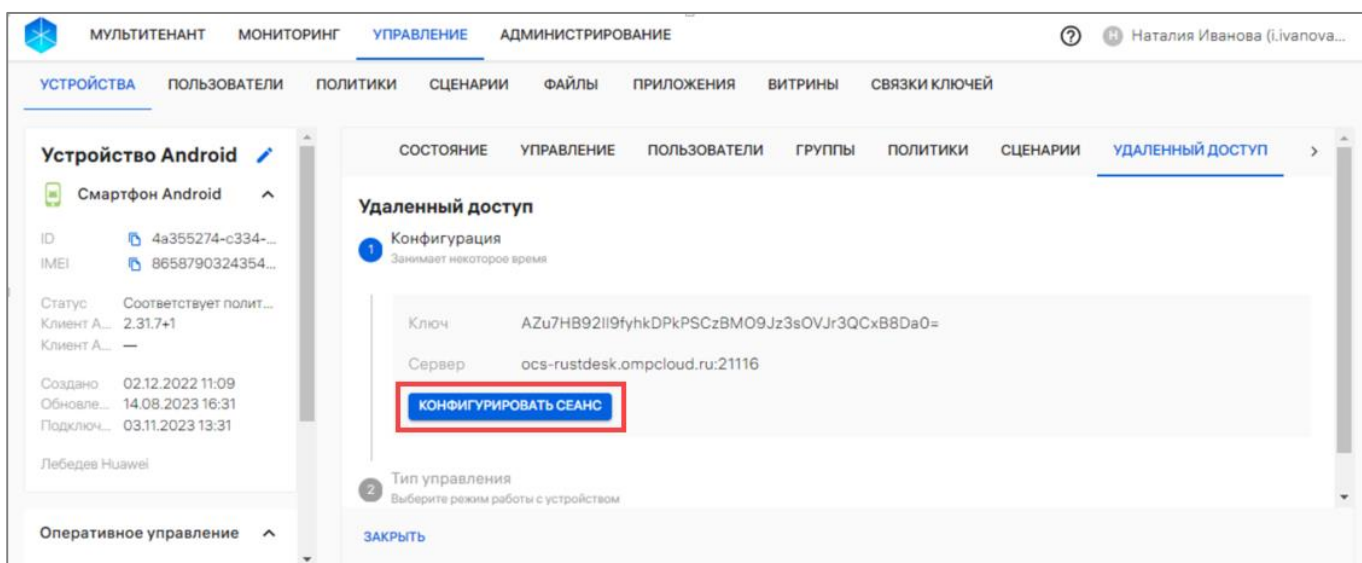 МУЛЬТИТЕНАНТ МОНИТОРИНГ УПРАВЛЕНИЕ АДМИНИСТРИРОВАНИЕ Н Наталия Иванова (i.ivanova...
УСТРОЙСТВА ПОЛЬЗОВАТЕЛИ ПОЛИТИКИ СЦЕНАРИИ ФАЙЛЫ ПРИЛОЖЕНИЯ ВИТРИНЫ СВЯЗКИ КЛЮЧЕЙ
Устройство Android
Смартфон Android
ID 4a355274-c334-...
IMEI 8658790324354...
Статус Соответствует полит...
Клиент А... 2.31.7+1
Клиент А... —
Создано 02.12.2022 11:09
Обновле... 14.08.2023 16:31
Подключ... 03.11.2023 13:31
Лебедев Huawei
Оперативное управление
СОСТОЯНИЕ УПРАВЛЕНИЕ ПОЛЬЗОВАТЕЛИ ГРУППЫ ПОЛИТИКИ СЦЕНАРИИ УДАЛЕННЫЙ ДОСТУП
Удаленный доступ
1 Конфигурация
Занимает некоторое время
Ключ AZu7HB92II9fyhkDPkPSCzBMO9Jz3sOVJr3QCxB8Da0=
Сервер ocs-rustdesk.ompcloud.ru:21116
КОНФИГУРИРОВАТЬ СЕАНС
2 Тип управления
Выберите режим работы с устройством
ЗАКРЫТЬ